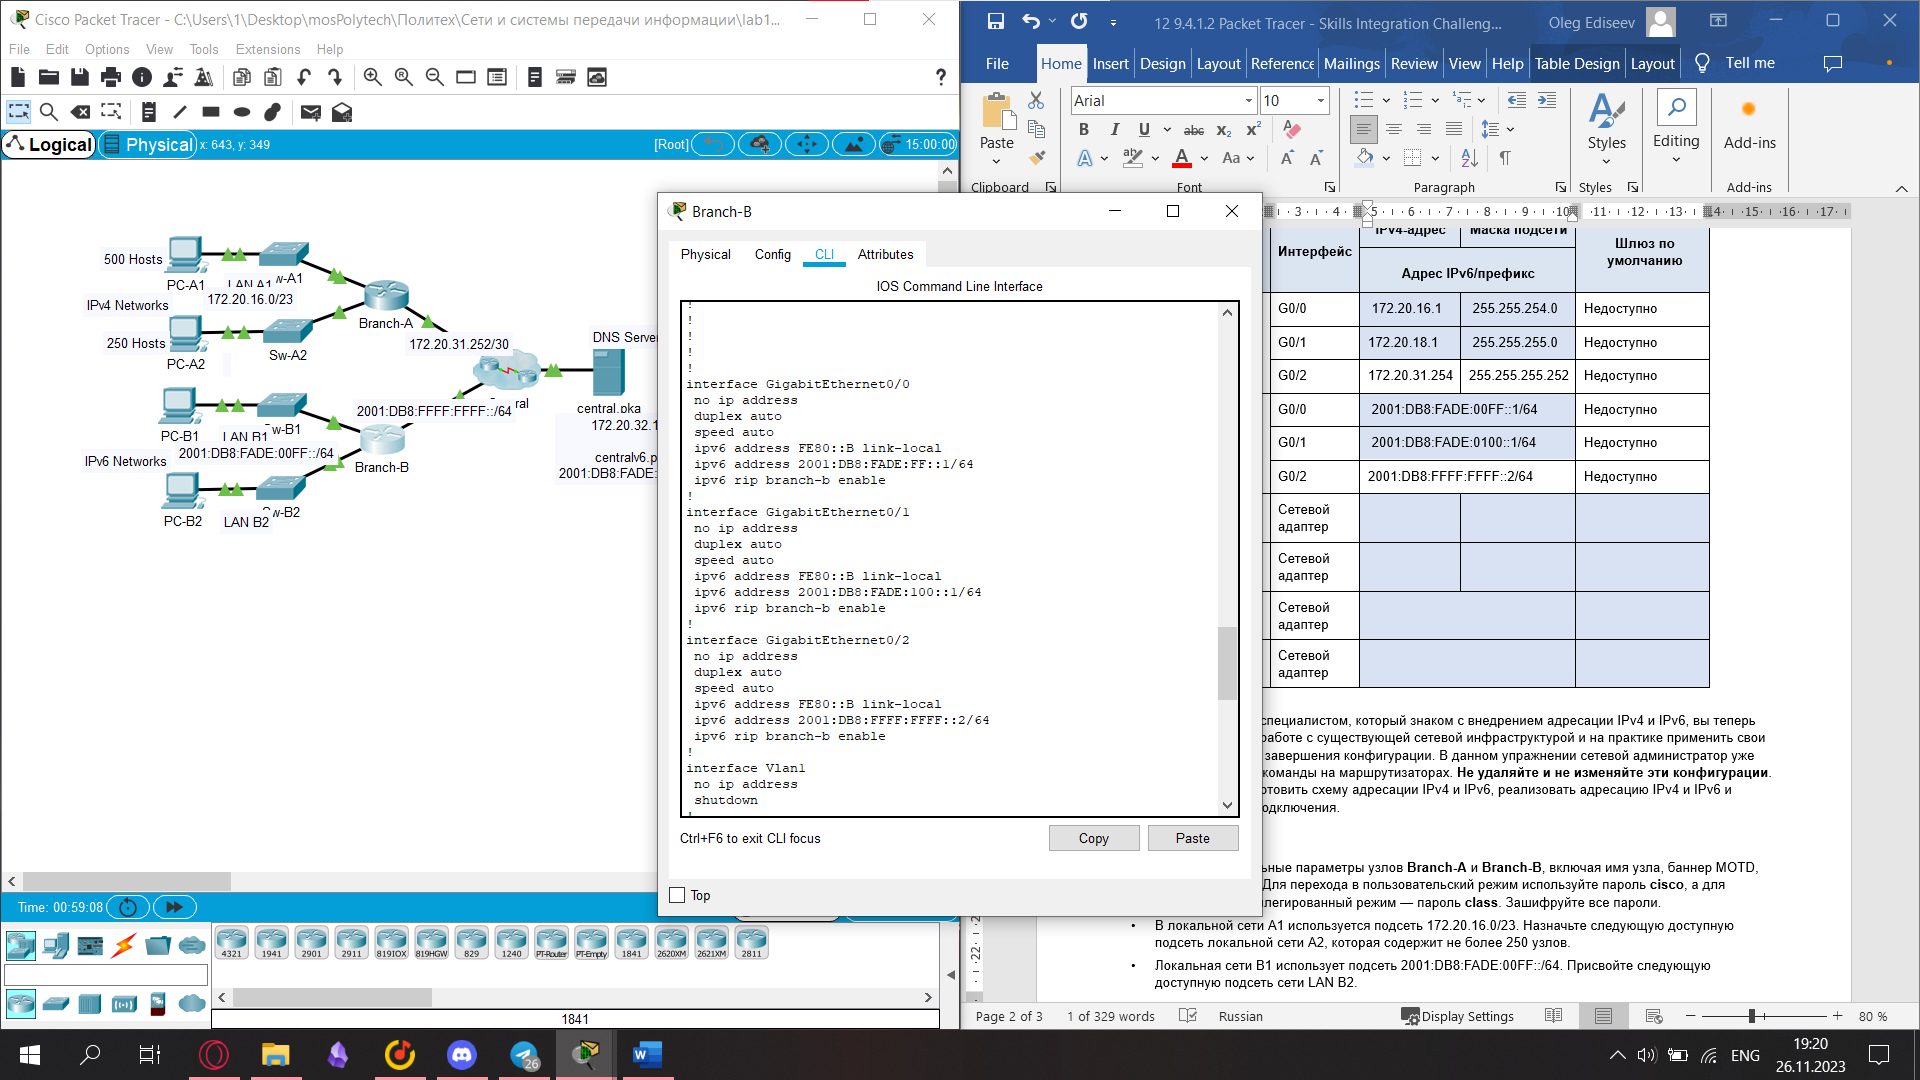 Cisco Packet Tracer - C:\Users\1\Desktop\mosPolytech\Политех\Сети и системы передачи информации\lab1...
File Edit Options View Tools Extensions Help
Logical Physical x: 643, y: 349
[Root] 15:00:00
500 Hosts
PC-A1
LAN A1
w-A1
172.20.16.0/23
IPv4 Networks
Branch-A
250 Hosts
PC-A2
Sw-A2
172.20.31.252/30
DNS Server
central.pka
172.20.32.1
centralv6.p
2001:DB8:FADE:
2001:DB8:FFFF:FFFF::/64
ral
PC-B1
LAN B1
w-B1
2001:DB8:FADE:00FF::/64
IPv6 Networks
Branch-B
PC-B2
LAN B2
w-B2
Time: 00:59:08
4321 1941 2901 2911 819IOX 819HGW 829 1240 PT-Router PT-Empty 1841 2620XM 2621XM 2811
1841
Branch-B
Physical Config CLI Attributes
IOS Command Line Interface
!
!
!
!
!
interface GigabitEthernet0/0
no ip address
duplex auto
speed auto
ipv6 address FE80::B link-local
ipv6 address 2001:DB8:FADE:FF::1/64
ipv6 rip branch-b enable
!
interface GigabitEthernet0/1
no ip address
duplex auto
speed auto
ipv6 address FE80::B link-local
ipv6 address 2001:DB8:FADE:100::1/64
ipv6 rip branch-b enable
!
interface GigabitEthernet0/2
no ip address
duplex auto
speed auto
ipv6 address FE80::B link-local
ipv6 address 2001:DB8:FFFF:FFFF::2/64
ipv6 rip branch-b enable
!
interface Vlan1
no ip address
shutdown
Ctrl+F6 to exit CLI focus
Copy Paste
Top
12 9.4.1.2 Packet Tracer - Skills Integration Challeng...
Oleg Ediseev
File Home Insert Design Layout Reference Mailings Review View Help Table Design Layout Tell me
Arial 10
Paste
Styles
Editing
Add-ins
Clipboard Font Paragraph Styles Add-ins
Интерфейс
IPv4-адрес
Маска подсети
Адрес IPv6/префикс
Шлюз по умолчанию
G0/0 172.20.16.1 255.255.254.0 Недоступно
G0/1 172.20.18.1 255.255.255.0 Недоступно
G0/2 172.20.31.254 255.255.255.252 Недоступно
G0/0 2001:DB8:FADE:00FF::1/64 Недоступно
G0/1 2001:DB8:FADE:0100::1/64 Недоступно
G0/2 2001:DB8:FFFF:FFFF::2/64 Недоступно
Сетевой адаптер
Сетевой адаптер
Сетевой адаптер
Сетевой адаптер
специалистом, который знаком с внедрением адресации IPv4 и IPv6, вы теперь
работе с существующей сетевой инфраструктурой и на практике применить свои
завершения конфигурации. В данном упражнении сетевой администратор уже
команды на маршрутизаторах. Не удаляйте и не изменяйте эти конфигурации.
отовить схему адресации IPv4 и IPv6, реализовать адресацию IPv4 и IPv6 и
одключения.
ьные параметры узлов Branch-A и Branch-B, включая имя узла, баннер MOTD,
Для перехода в пользовательский режим используйте пароль cisco, а для
легированный режим — пароль class. Зашифруйте все пароли.
• В локальной сети A1 используется подсеть 172.20.16.0/23. Назначьте следующую доступную
подсеть локальной сети A2, которая содержит не более 250 узлов.
• Локальная сети B1 использует подсеть 2001:DB8:FADE:00FF::/64. Присвойте следующую
доступную подсеть сети LAN B2.
Page 2 of 3 1 of 329 words Russian Display Settings 80 %
26
ENG
19:20
26.11.2023